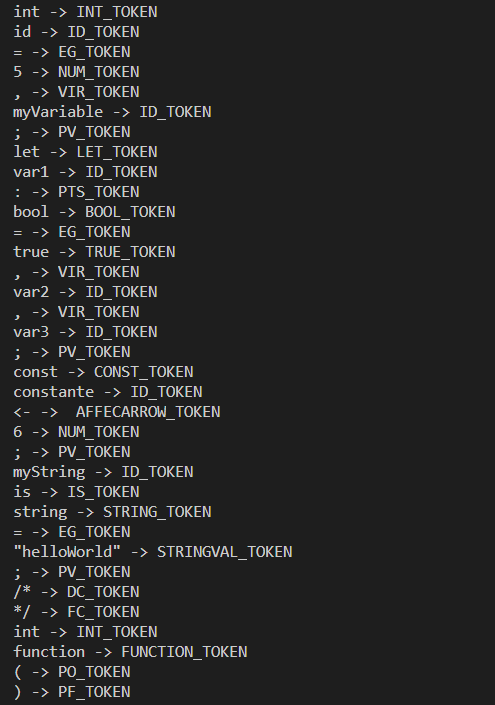 int -> INT_TOKEN
id -> ID_TOKEN
= -> EG_TOKEN
5 -> NUM_TOKEN
, -> VIR_TOKEN
myVariable -> ID_TOKEN
; -> PV_TOKEN
let -> LET_TOKEN
var1 -> ID_TOKEN
: -> PTS_TOKEN
bool -> BOOL_TOKEN
= -> EG_TOKEN
true -> TRUE_TOKEN
, -> VIR_TOKEN
var2 -> ID_TOKEN
, -> VIR_TOKEN
var3 -> ID_TOKEN
; -> PV_TOKEN
const -> CONST_TOKEN
constante -> ID_TOKEN
<- ->  AFFECARROW_TOKEN
6 -> NUM_TOKEN
; -> PV_TOKEN
myString -> ID_TOKEN
is -> IS_TOKEN
string -> STRING_TOKEN
= -> EG_TOKEN
"helloWorld" -> STRINGVAL_TOKEN
; -> PV_TOKEN
/* -> DC_TOKEN
*/ -> FC_TOKEN
int -> INT_TOKEN
function -> FUNCTION_TOKEN
( -> PO_TOKEN
) -> PF_TOKEN